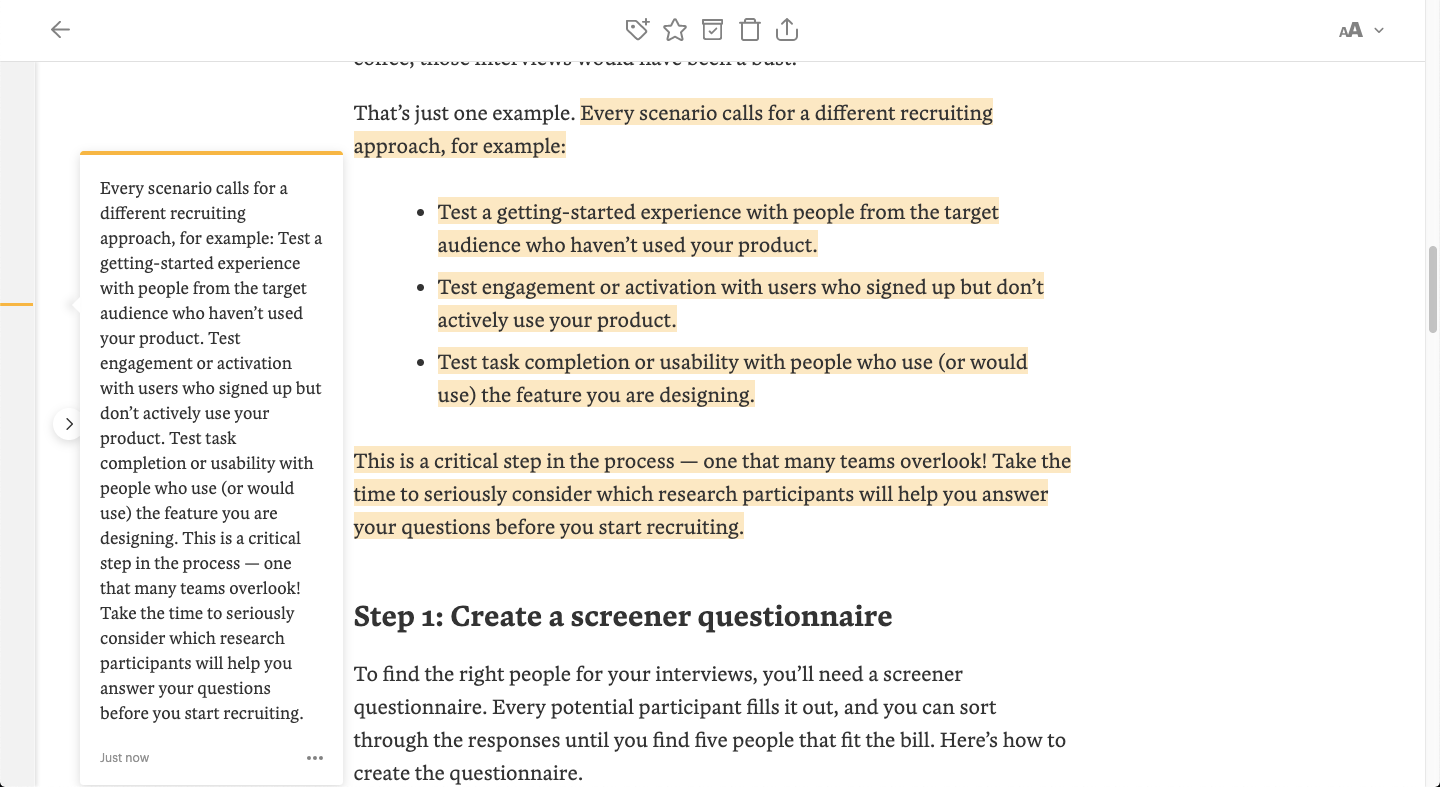 AA
coffee, those interviews would have been a bust.
That’s just one example. Every scenario calls for a different recruiting
approach, for example:
• Test a getting-started experience with people from the target
audience who haven’t used your product.
• Test engagement or activation with users who signed up but don’t
actively use your product.
• Test task completion or usability with people who use (or would
use) the feature you are designing.
This is a critical step in the process — one that many teams overlook! Take the
time to seriously consider which research participants will help you answer
your questions before you start recruiting.
Step 1: Create a screener questionnaire
To find the right people for your interviews, you’ll need a screener
questionnaire. Every potential participant fills it out, and you can sort
through the responses until you find five people that fit the bill. Here’s how to
create the questionnaire.
Every scenario calls for a
different recruiting
approach, for example: Test a
getting-started experience
with people from the target
audience who haven’t used
your product. Test
engagement or activation
with users who signed up but
don’t actively use your
product. Test task
completion or usability with
people who use (or would
use) the feature you are
designing. This is a critical
step in the process — one
that many teams overlook!
Take the time to seriously
consider which research
participants will help you
answer your questions
before you start recruiting.
Just now